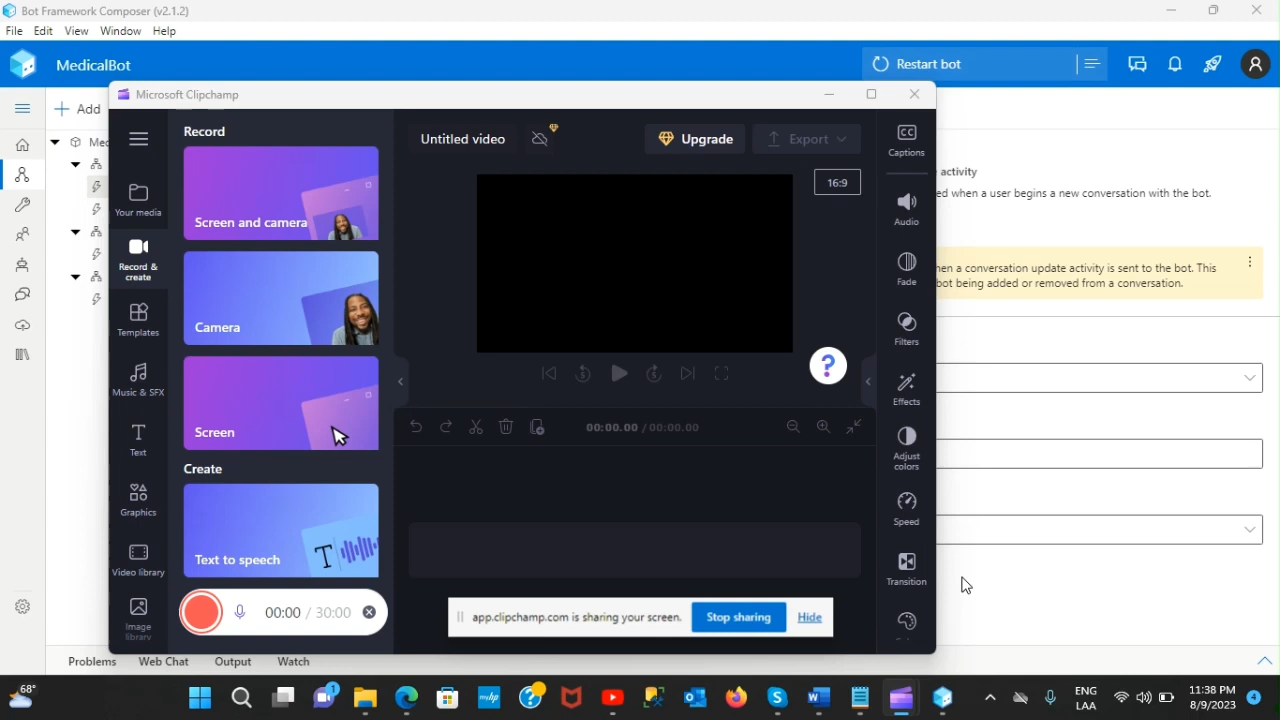 Bot Framework Composer (v2.1.2)
File Edit View Window Help
MedicalBot
Restart bot
Add
Microsoft Clipchamp
Record
Untitled video
Upgrade
Export
Captions
activity
Your media
Screen and camera
16:9
ed when a user begins a new conversation with the bot.
Audio
Record &
create
Camera
Fade
hen a conversation update activity is sent to the bot. This
bot being added or removed from a conversation.
Templates
Filters
?
Music & SFX
Effects
Screen
00:00.00 / 00:00.00
Text
Adjust
colors
Create
Graphics
Speed
Text to speech
T
Video library
Transition
00:00 / 30:00
app.clipchamp.com is sharing your screen.
Stop sharing
Hide
Image
library
Problems Web Chat Output Watch
68°
myhp
1
ENG
LAA
11:38 PM
8/9/2023
4